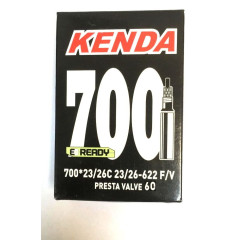 KENDA
700
E READY
700*23/26C 23/26-622 F/V
PRESTA VALVE 60